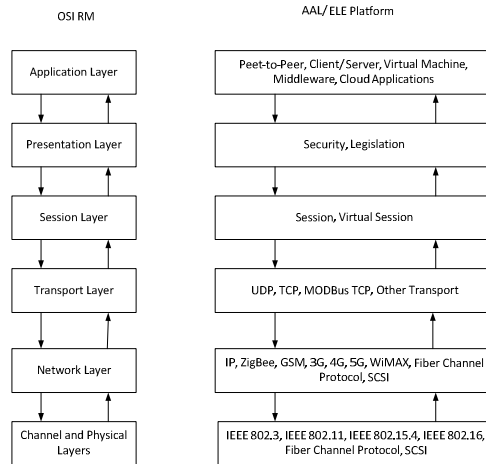 OSI RM
AAL/ELE Platform
Application Layer
Peet-to-Peer, Client/Server, Virtual Machine,
Middleware, Cloud Applications
Presentation Layer
Security, Legislation
Session Layer
Session, Virtual Session
Transport Layer
UDP, TCP, MODBus TCP, Other Transport
Network Layer
IP, ZigBee, GSM, 3G, 4G, 5G, WiMAX, Fiber Channel
Protocol, SCSI
Channel and Physical
Layers
IEEE 802.3, IEEE 802.11, IEEE 802.15.4, IEEE 802.16,
Fiber Channel Protocol, SCSI